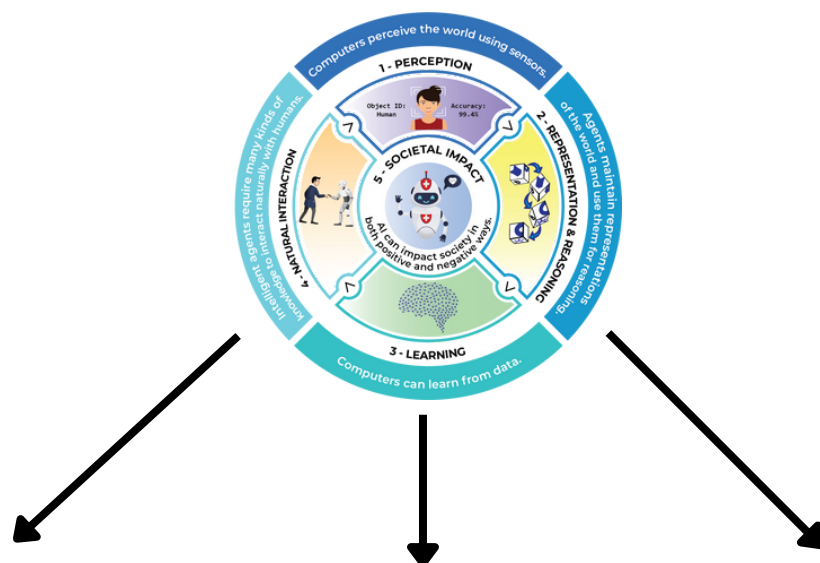 Computers perceive the world using sensors.
1 - PERCEPTION
Object ID:
Human
Accuracy:
99.4%
Agents maintain representations
of the world and use them for reasoning.
2 - REPRESENTATION & REASONING
3 - LEARNING
Computers can learn from data.
Intelligent agents require many kinds of
knowledge to interact naturally with humans.
4 - NATURAL INTERACTION
5 - SOCIETAL IMPACT
AI can impact society in
both positive and negative ways.